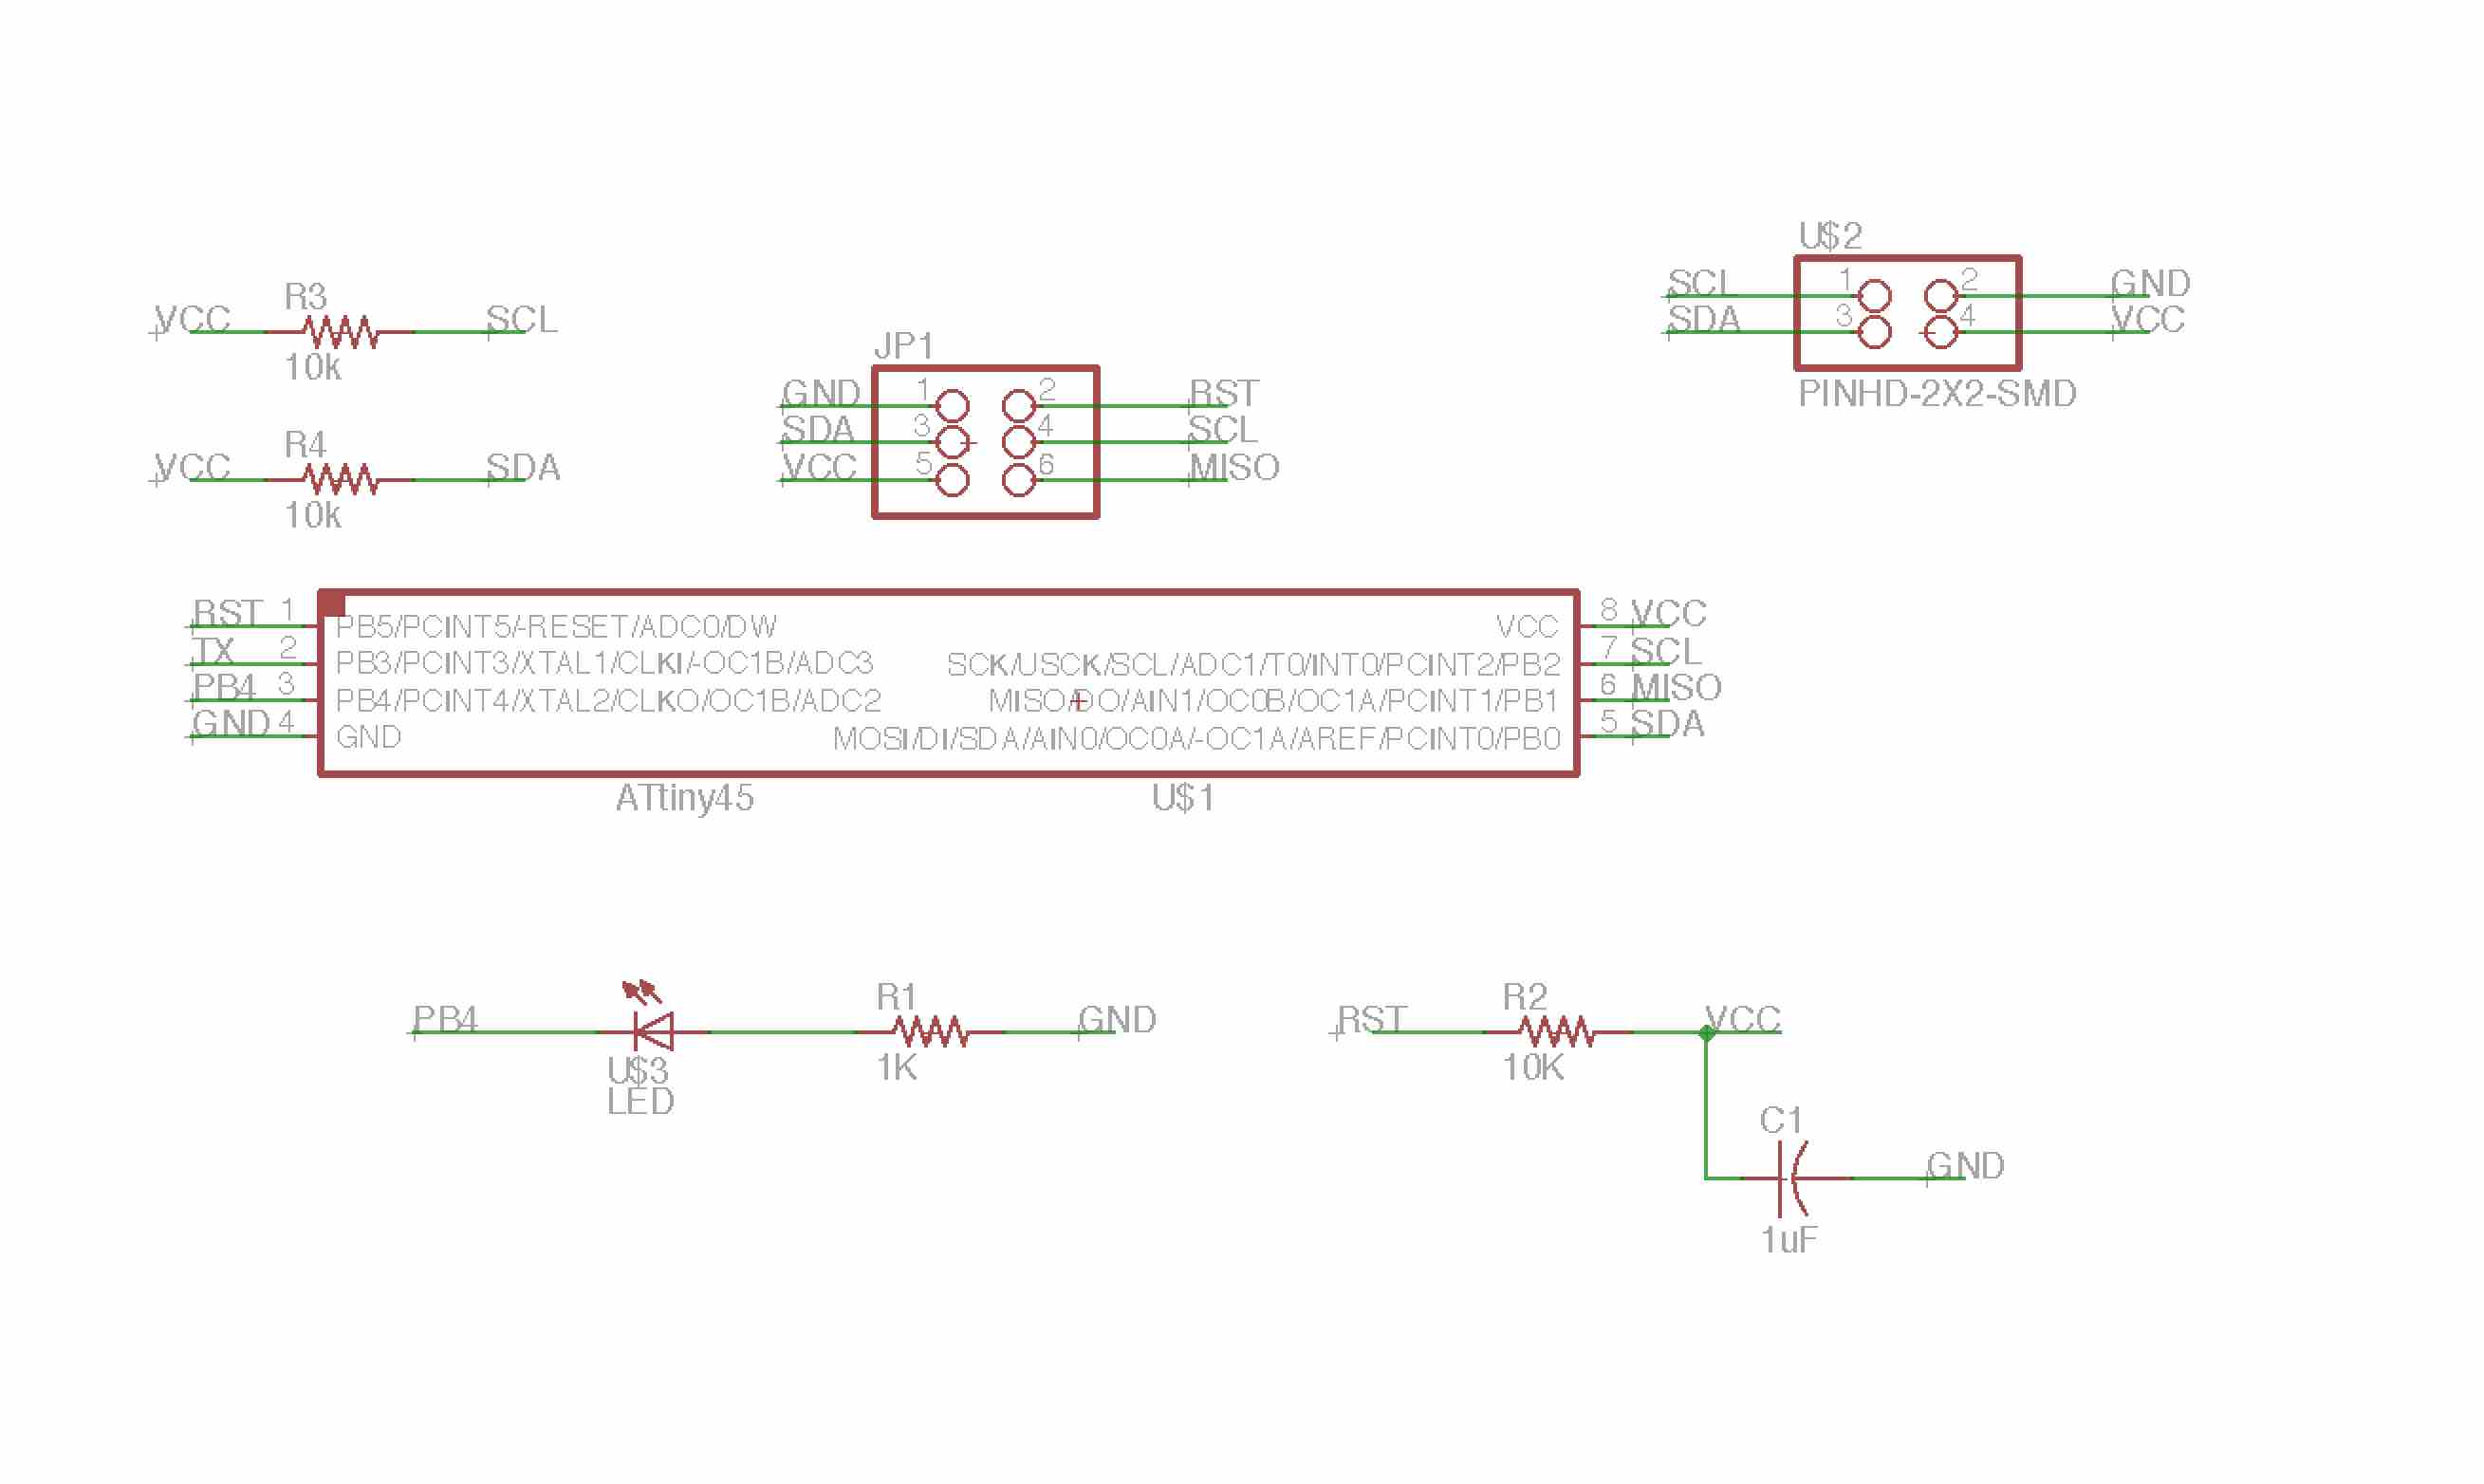 U$2
SCL 1 2 GND
SDA 3 4 VCC
PINHD-2X2-SMD
R3
VCC SCL
10k
R4
VCC SDA
10k
JP1
GND 1 2 RST
SDA 3 4 SCL
VCC 5 6 MISO
RST 1 PB5/PCINT5/-RESET/ADC0/DW VCC 8 VCC
TX 2 PB3/PCINT3/XTAL1/CLKI/-OC1B/ADC3 SCK/USCK/SCL/ADC1/T0/INT0/PCINT2/PB2 7 SCL
PB4 3 PB4/PCINT4/XTAL2/CLKO/OC1B/ADC2 MISO/DO/AIN1/OC0B/OC1A/PCINT1/PB1 6 MISO
GND 4 GND MOSI/DI/SDA/AIN0/OC0A/-OC1A/AREF/PCINT0/PB0 5 SDA
ATtiny45 U$1
PB4
U$3
LED
R1
1K
GND
RST
R2
10K
VCC
C1
GND
1uF